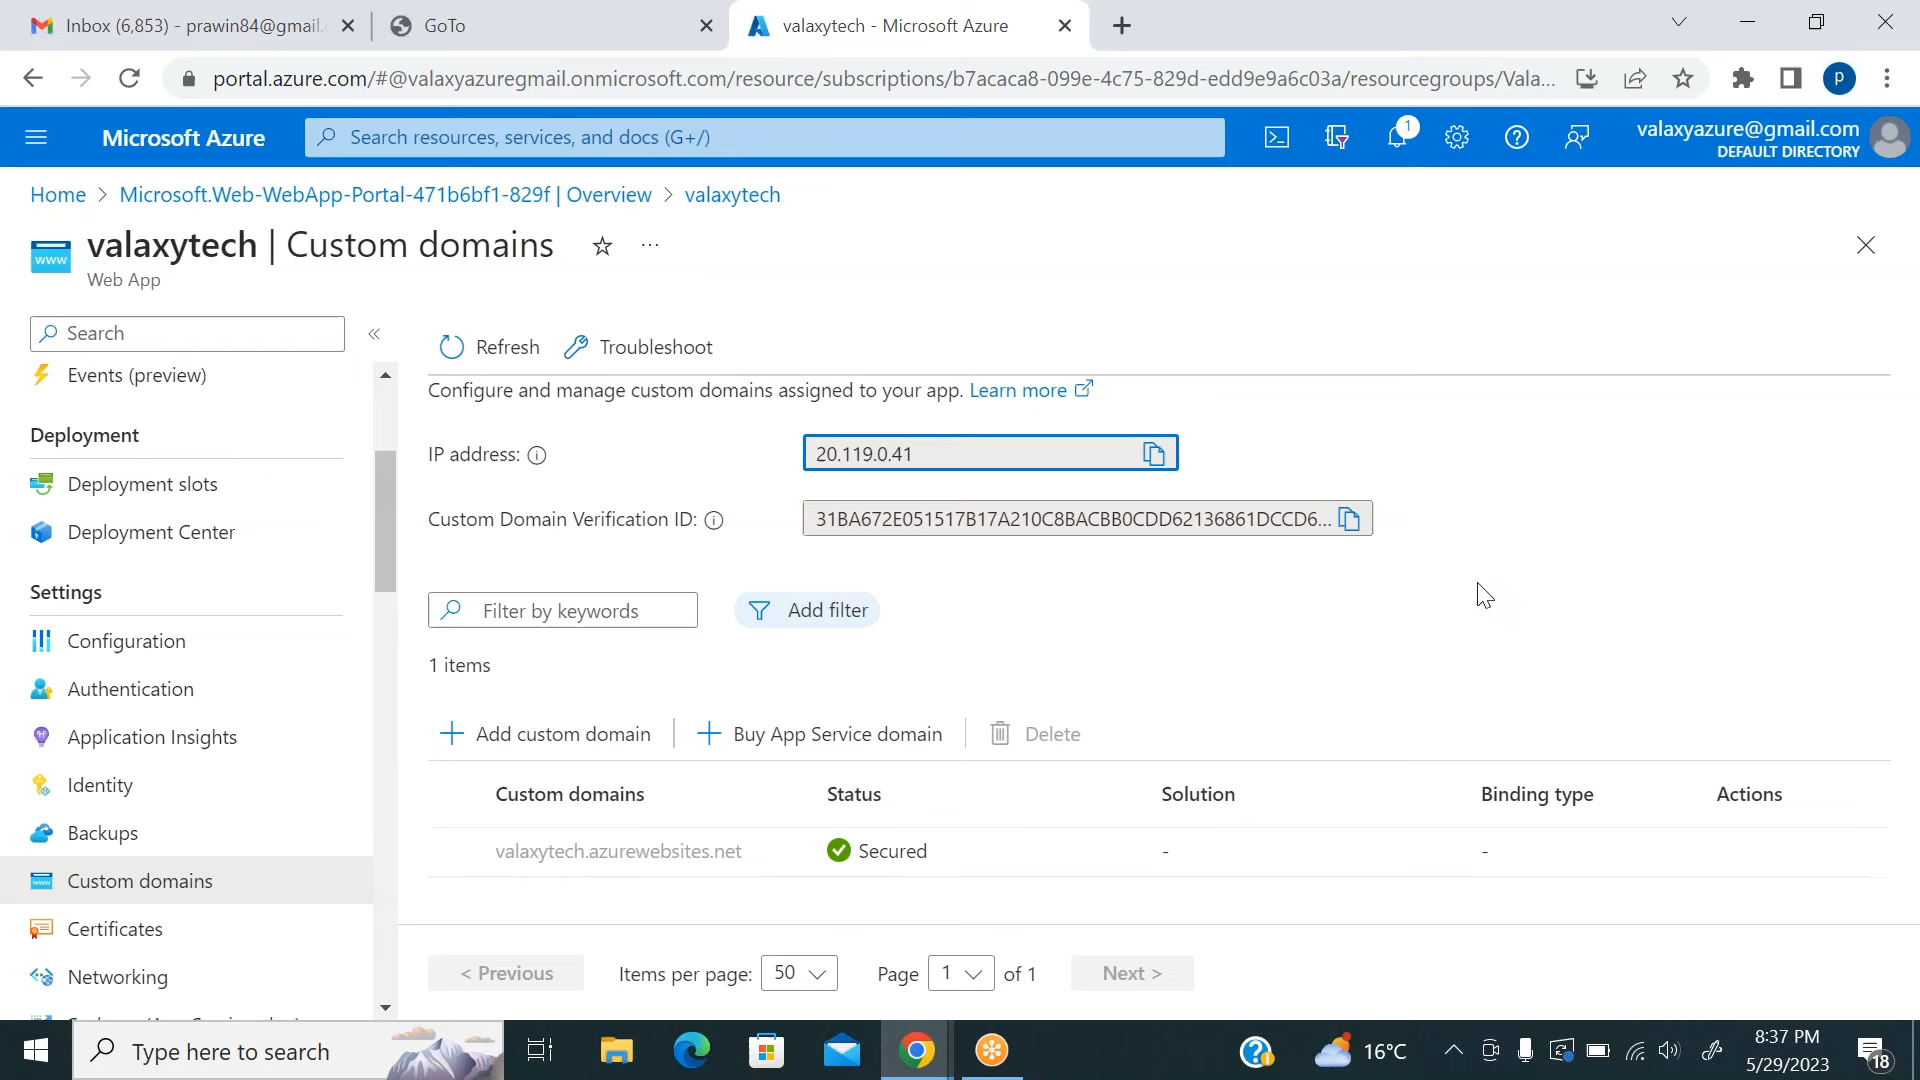 Inbox (6,853) - prawin84@gmail.
GoTo
valaxytech - Microsoft Azure
portal.azure.com/#@valaxyazuregmail.onmicrosoft.com/resource/subscriptions/b7acaca8-099e-4c75-829d-edd9e9a6c03a/resourcegroups/Vala...
p
Microsoft Azure
Search resources, services, and docs (G+/)
1
valaxyazure@gmail.com
DEFAULT DIRECTORY
Home > Microsoft.Web-WebApp-Portal-471b6bf1-829f | Overview > valaxytech
www
valaxytech | Custom domains
...
Web App
Search
«
Refresh
Troubleshoot
Events (preview)
Configure and manage custom domains assigned to your app. Learn more
Deployment
IP address:
20.119.0.41
Deployment slots
Custom Domain Verification ID:
31BA672E051517B17A210C8BACBB0CDD62136861DCCD6...
Deployment Center
Settings
Filter by keywords
Add filter
Configuration
1 items
Authentication
Application Insights
Add custom domain
Buy App Service domain
Delete
Identity
Custom domains
Status
Solution
Binding type
Actions
Backups
valaxytech.azurewebsites.net
Secured
-
-
Custom domains
Certificates
Networking
< Previous
Items per page:
50
Page
1
of 1
Next >
Type here to search
16°C
8:37 PM
5/29/2023
18